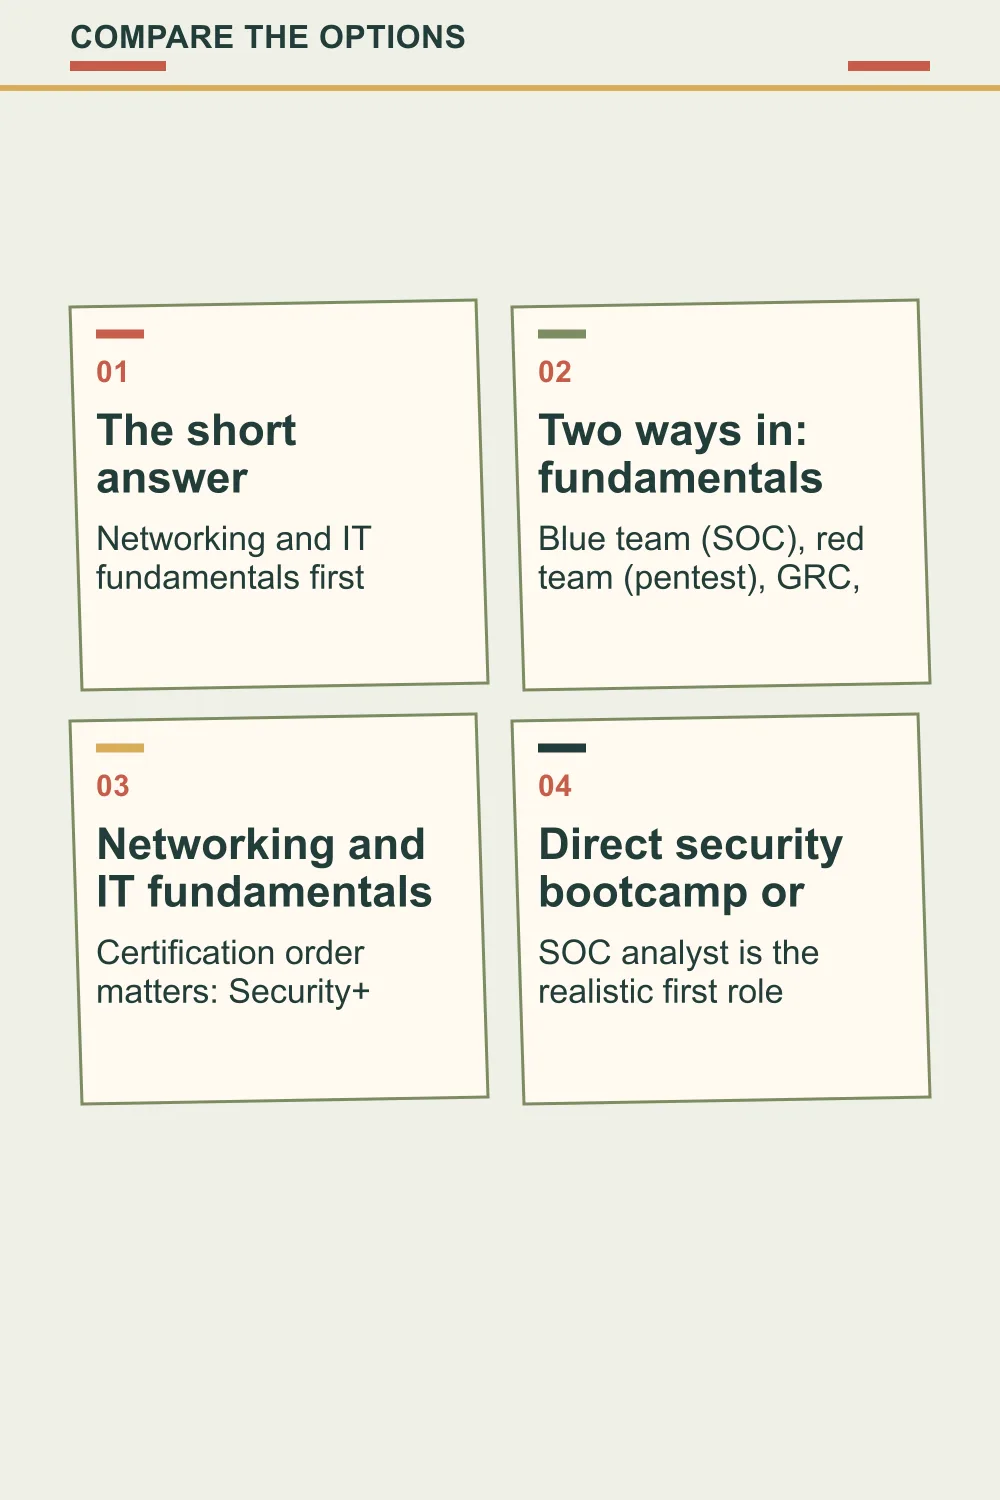 COMPARE THE OPTIONS
01
The short
answer
Networking and IT
fundamentals first
02
Two ways in:
fundamentals
Blue team (SOC), red
team (pentest), GRC,
03
Networking and
IT fundamentals
Certification order
matters: Security+
04
Direct security
bootcamp or
SOC analyst is the
realistic first role